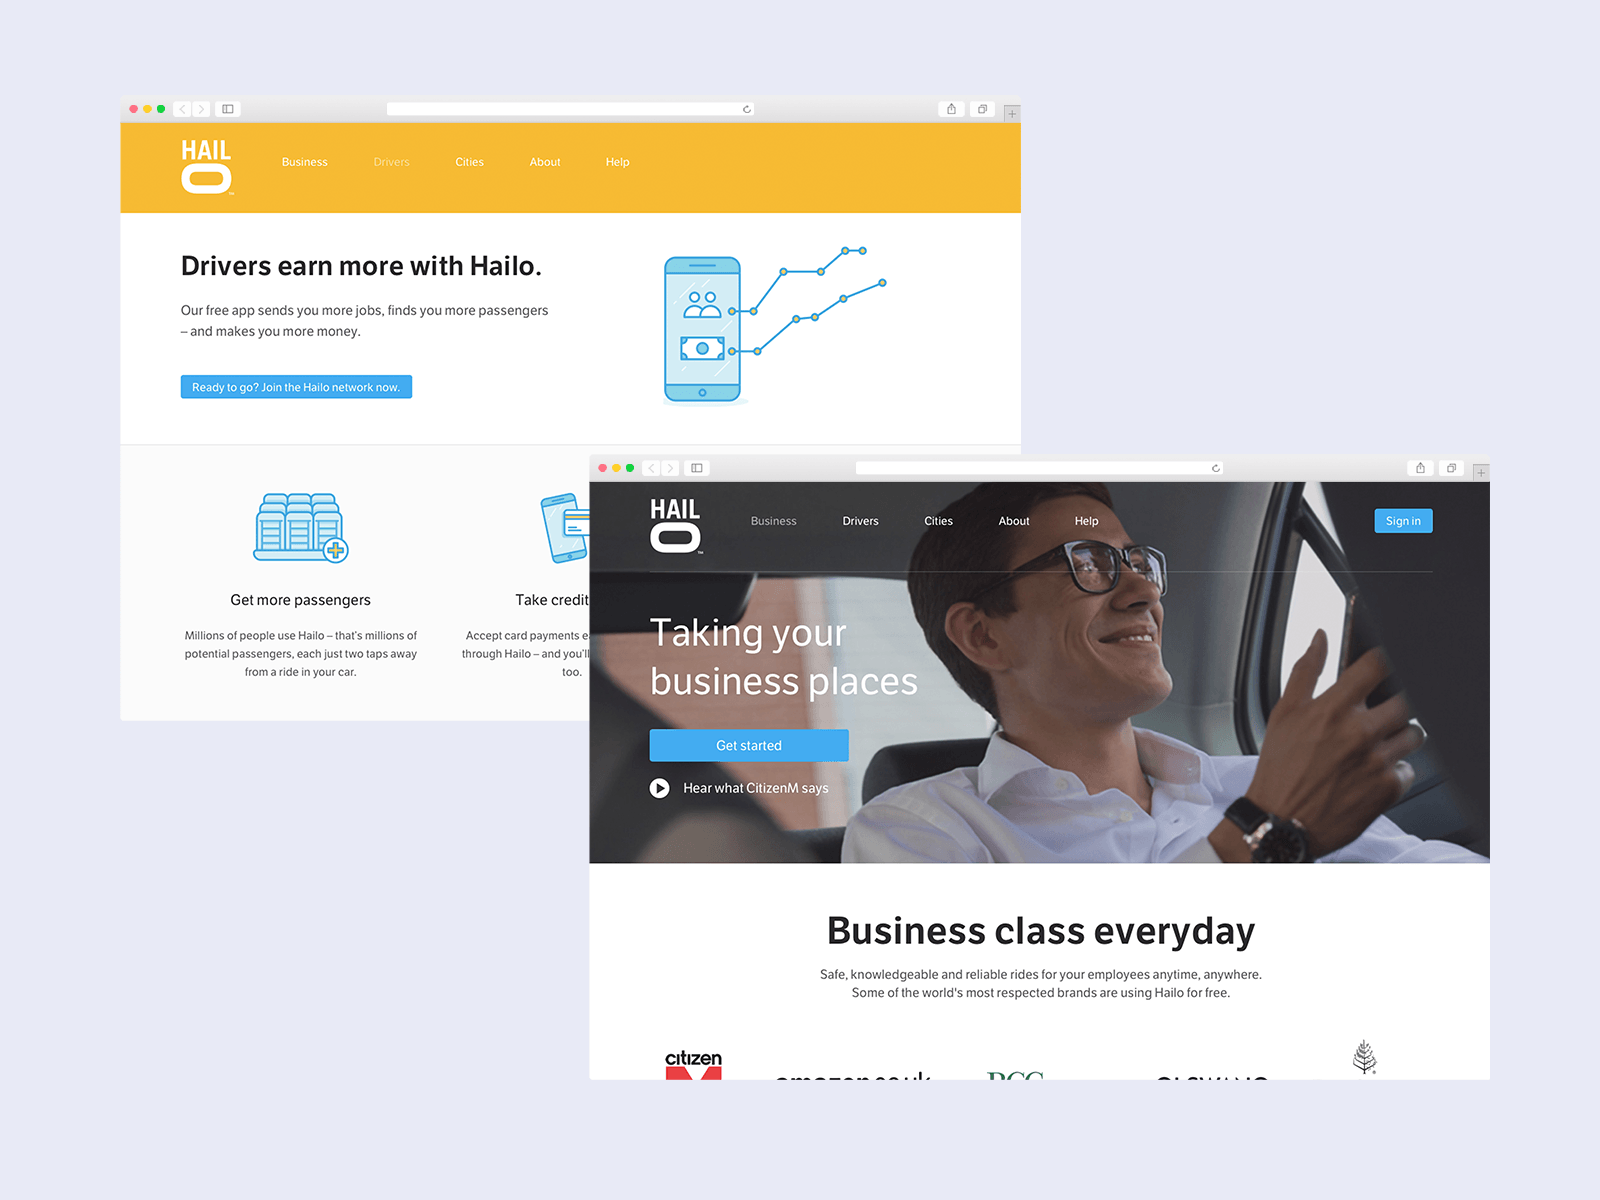 HAIL
O
Business Drivers Cities About Help
Drivers earn more with Hailo.
Our free app sends you more jobs, finds you more passengers
– and makes you more money.
Ready to go? Join the Hailo network now.
Get more passengers
Millions of people use Hailo – that's millions of
potential passengers, each just two taps away
from a ride in your car.
Take credit
Accept card payments
through Hailo – and you'll
too.
HAIL
O
Business Drivers Cities About Help
Sign in
Taking your
business places
Get started
Hear what CitizenM says
Business class everyday
Safe, knowledgeable and reliable rides for your employees anytime, anywhere.
Some of the world's most respected brands are using Hailo for free.
citizen
amazon.co.uk